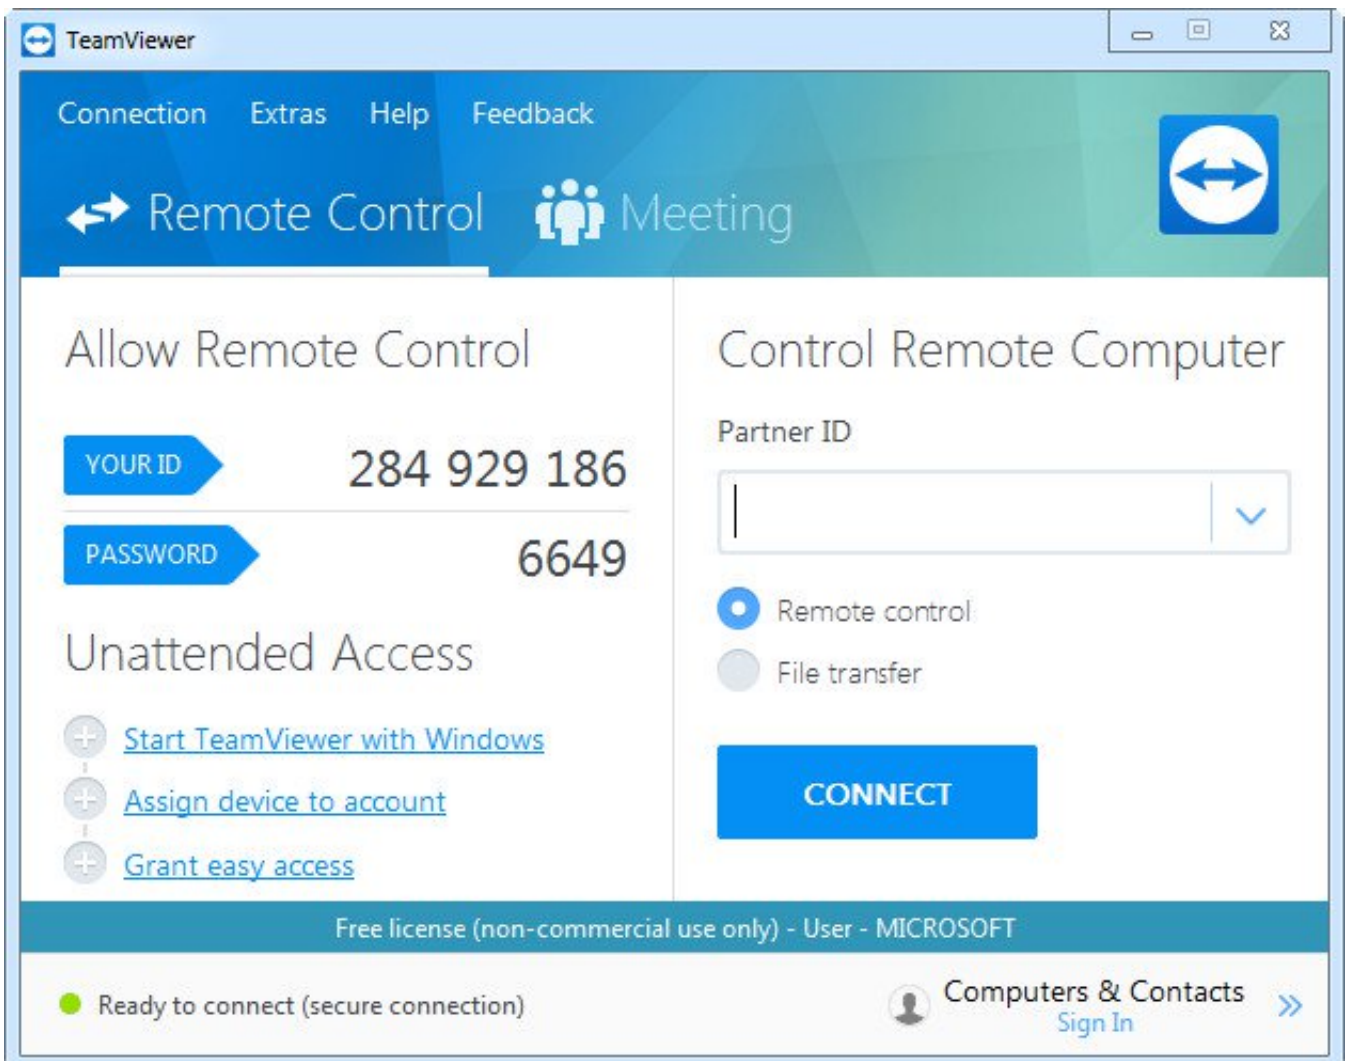 TeamViewer
Connection Extras Help Feedback
Remote Control Meeting
Allow Remote Control
YOUR ID 284 929 186
PASSWORD 6649
Unattended Access
Start TeamViewer with Windows
Assign device to account
Grant easy access
Control Remote Computer
Partner ID
Remote control
File transfer
CONNECT
Free license (non-commercial use only) - User - MICROSOFT
Ready to connect (secure connection)
Computers & Contacts
Sign In